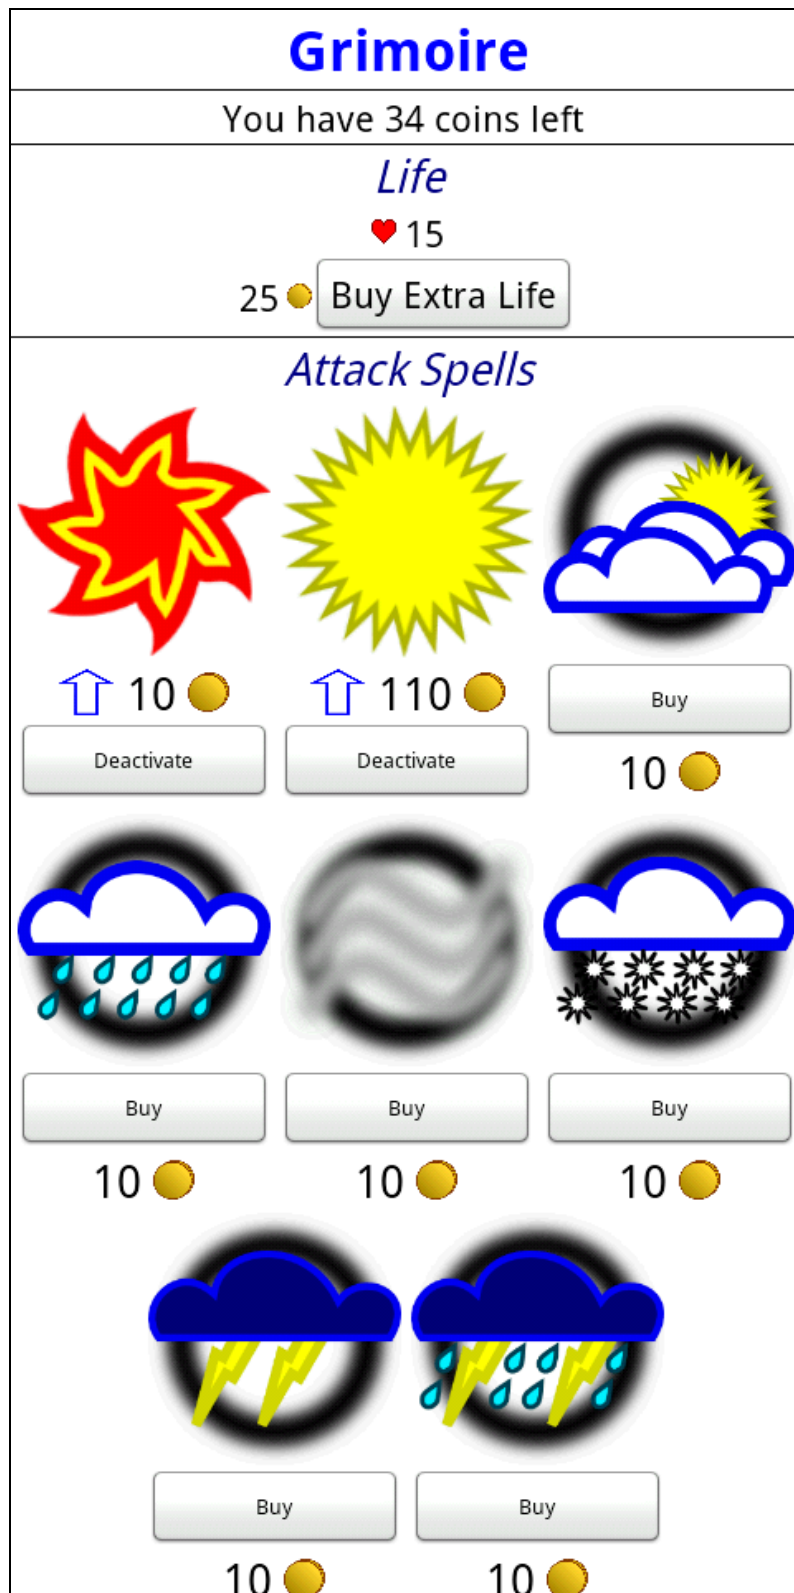 Grimoire
You have 34 coins left
Life
15
25 Buy Extra Life
Attack Spells
10 110 Buy
Deactivate Deactivate 10
Buy Buy Buy
10 10 10
Buy Buy
10 10